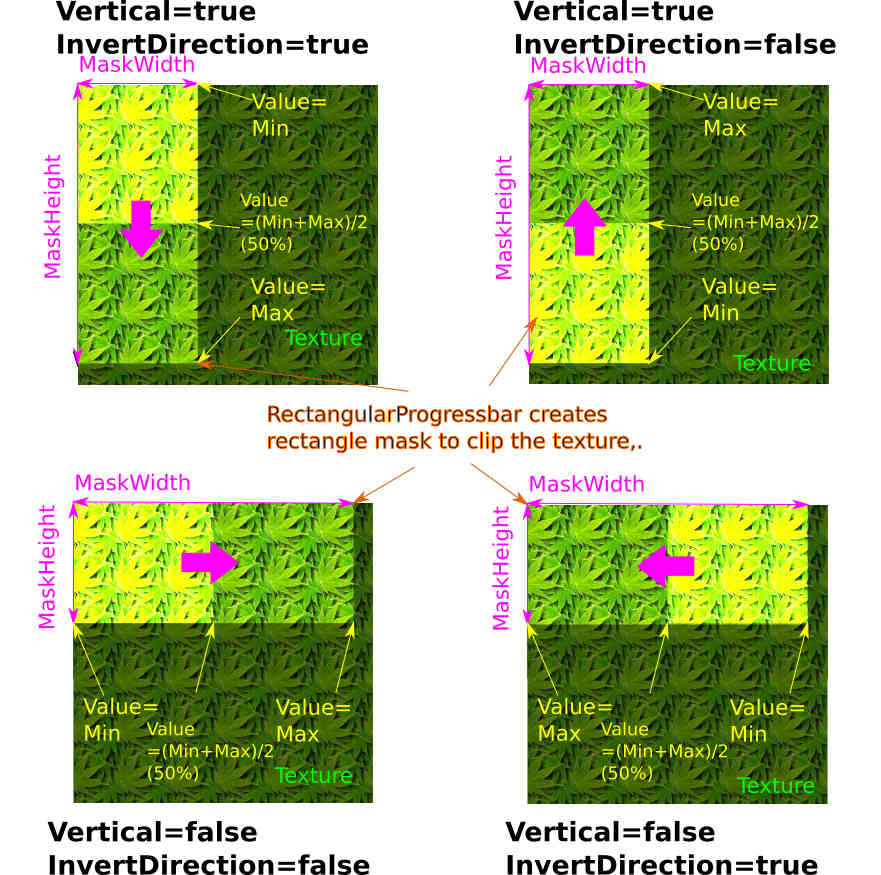 Vertical=true
InvertDirection=true
MaskWidth
MaskHeight
Value=
Min
Value
=(Min+Max)/2
(50%)
Value=
Max
Texture
Vertical=true
InvertDirection=false
MaskWidth
MaskHeight
Value=
Max
Value
=(Min+Max)/2
(50%)
Value=
Min
Texture
RectangularProgressbar creates
rectangle mask to clip the texture,.
MaskWidth
MaskHeight
Value=
Min
Value
=(Min+Max)/2
(50%)
Value=
Max
Texture
Vertical=false
InvertDirection=false
MaskWidth
MaskHeight
Value=
Max
Value
=(Min+Max)/2
(50%)
Value=
Min
Texture
Vertical=false
InvertDirection=true